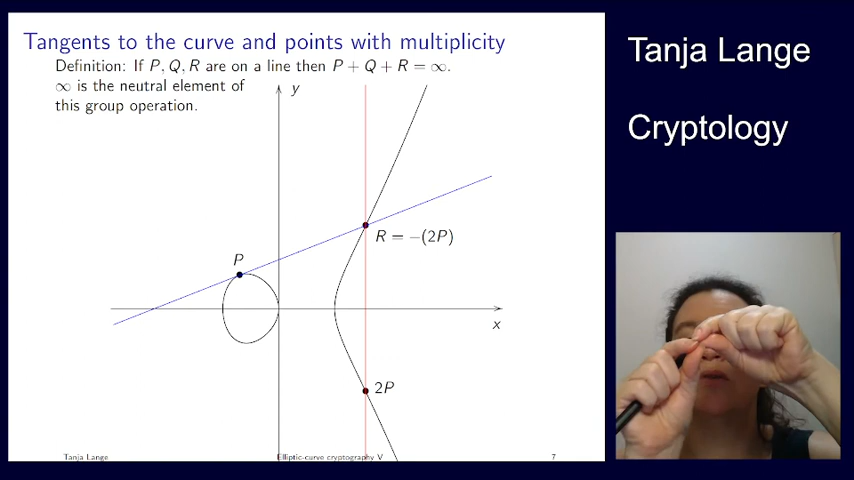 Tangents to the curve and points with multiplicity
Definition: If P, Q, R are on a line then P + Q + R = ∞.
∞ is the neutral element of
this group operation.
y
P
R = −(2P)
x
2P
Tanja Lange
Elliptic-curve cryptography V
7
Tanja Lange
Cryptology